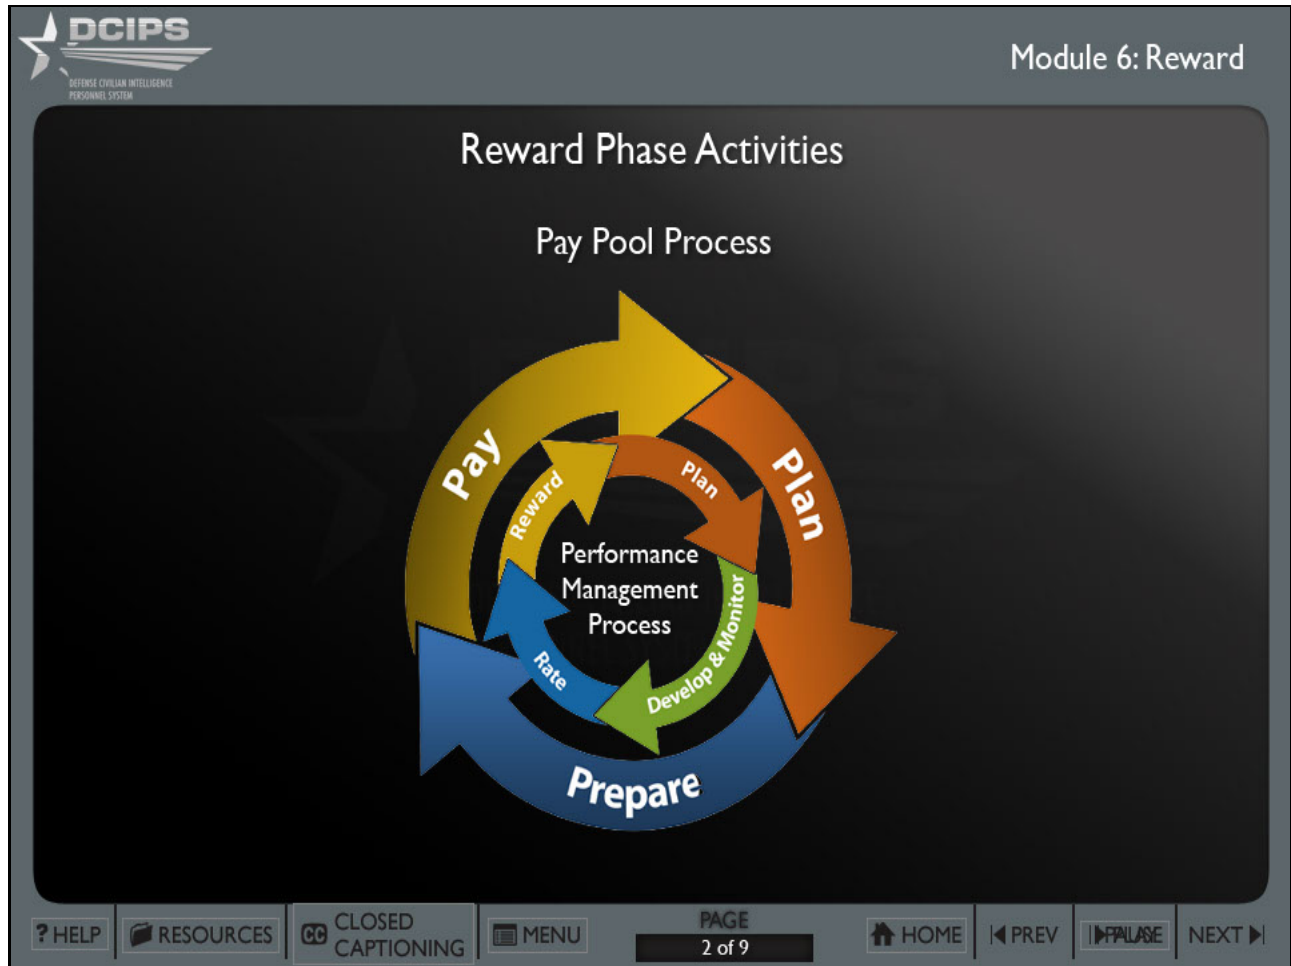 DCIPS
DEFENSE CIVILIAN INTELLIGENCE
PERSONNEL SYSTEM
Module 6: Reward
Reward Phase Activities
Pay Pool Process
Pay
Plan
Reward
Plan
Performance
Management
Process
Develop & Monitor
Rate
Prepare
? HELP
RESOURCES
CC CLOSED
CAPTIONING
MENU
PAGE
2 of 9
HOME
PREV
NEXT